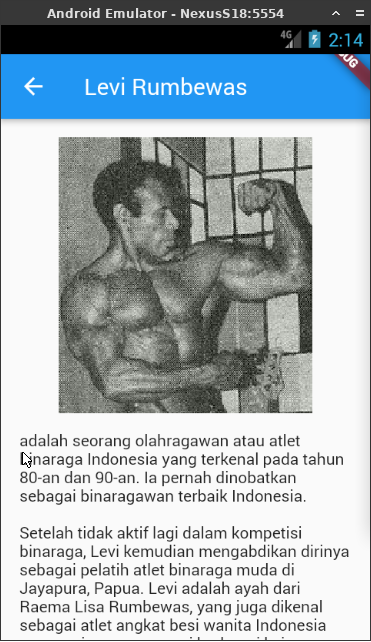 Android Emulator - NexusS18:5554
4G 2:14
Levi Rumbewas
adalah seorang olahragawan atau atlet
binaraga Indonesia yang terkenal pada tahun
80-an dan 90-an. Ia pernah dinobatkan
sebagai binaragawan terbaik Indonesia.
Setelah tidak aktif lagi dalam kompetisi
binaraga, Levi kemudian mengabdikan dirinya
sebagai pelatih atlet binaraga muda di
Jayapura, Papua. Levi adalah ayah dari
Raema Lisa Rumbewas, yang juga dikenal
sebagai atlet angkat besi wanita Indonesia